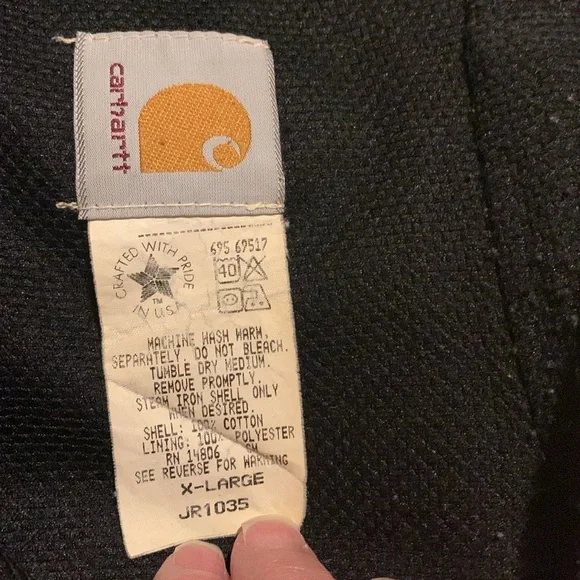 carhartt
CRAFTED WITH PRIDE
TM
IN U.S.A.
695 69517
40
MACHINE WASH WARM.
SEPARATELY. DO NOT BLEACH.
TUMBLE DRY MEDIUM.
REMOVE PROMPTLY.
STEAM IRON SHELL ONLY
WHEN DESIRED.
SHELL: 100% COTTON
LINING: 100% POLYESTER
RN 14806
SEE REVERSE FOR WARNING
X-LARGE
JR1035